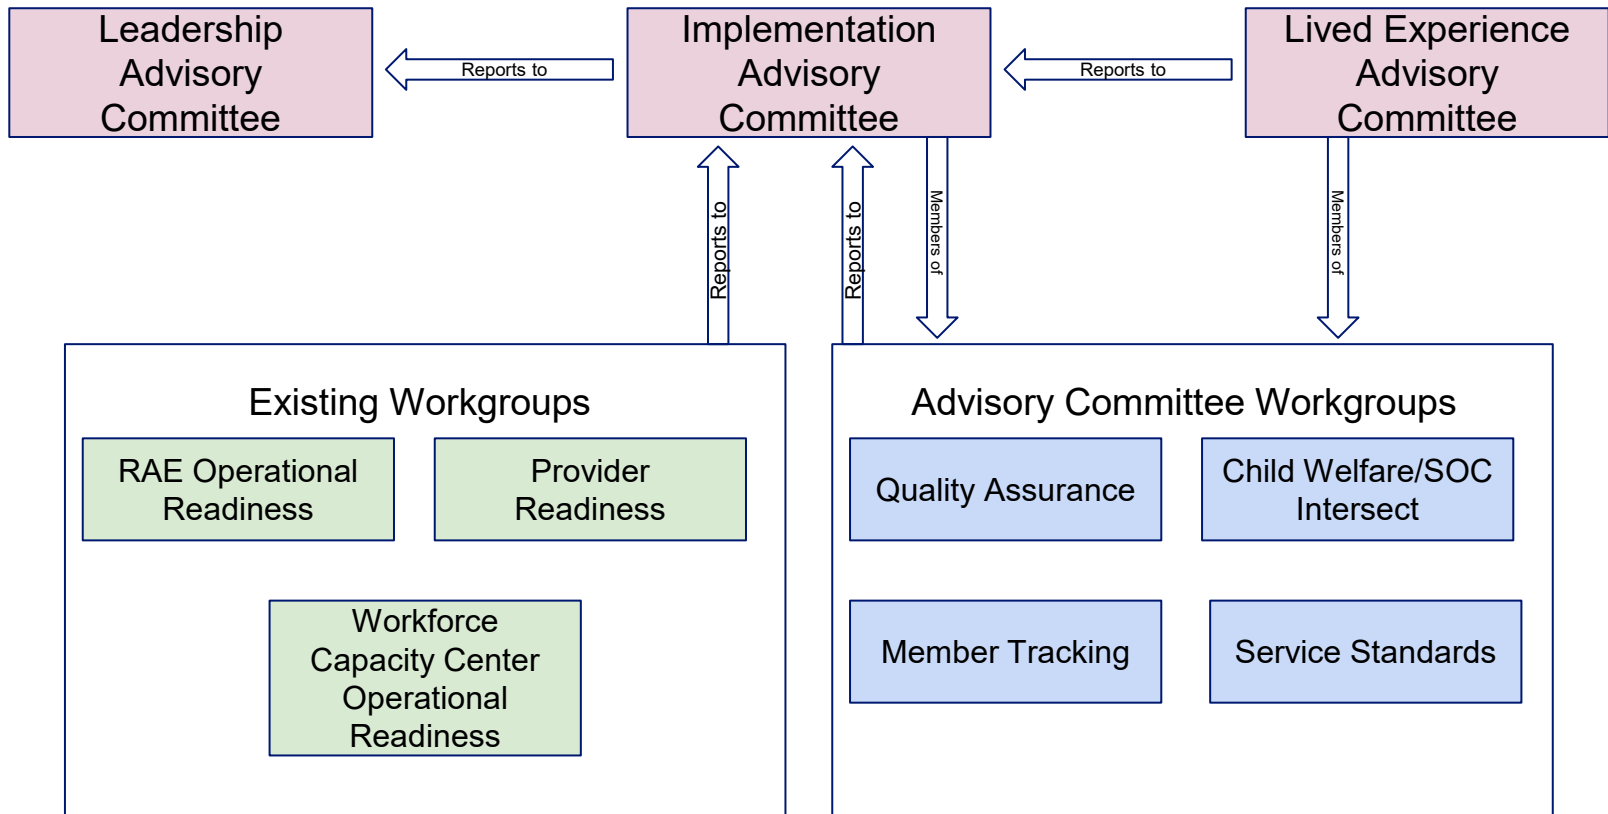 Leadership
Advisory
Committee
Reports to
Implementation
Advisory
Committee
Reports to
Lived Experience
Advisory
Committee
Reports to
Reports to
Members of
Members of
Existing Workgroups
RAE Operational
Readiness
Provider
Readiness
Workforce
Capacity Center
Operational
Readiness
Advisory Committee Workgroups
Quality Assurance
Child Welfare/SOC
Intersect
Member Tracking
Service Standards